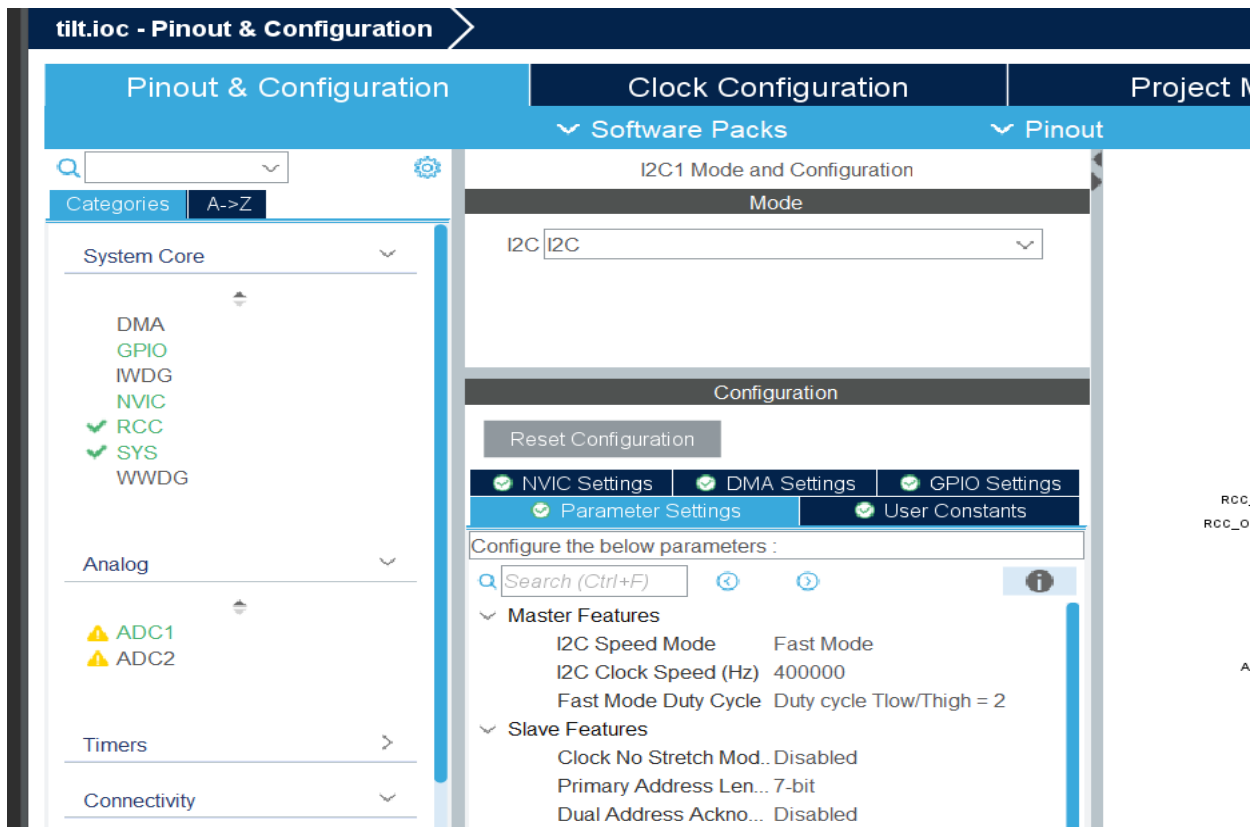 tilt.ioc - Pinout & Configuration
Pinout & Configuration
Clock Configuration
Project M
Software Packs
Pinout
Categories
A->Z
System Core
DMA
GPIO
IWDG
NVIC
RCC
SYS
WWDG
Analog
ADC1
ADC2
Timers
Connectivity
I2C1 Mode and Configuration
Mode
I2C I2C
Configuration
Reset Configuration
NVIC Settings
DMA Settings
GPIO Settings
Parameter Settings
User Constants
Configure the below parameters :
Search (Ctrl+F)
Master Features
I2C Speed Mode Fast Mode
I2C Clock Speed (Hz) 400000
Fast Mode Duty Cycle Duty cycle Tlow/Thigh = 2
Slave Features
Clock No Stretch Mod.. Disabled
Primary Address Len... 7-bit
Dual Address Ackno... Disabled
RCC_
RCC_O
A